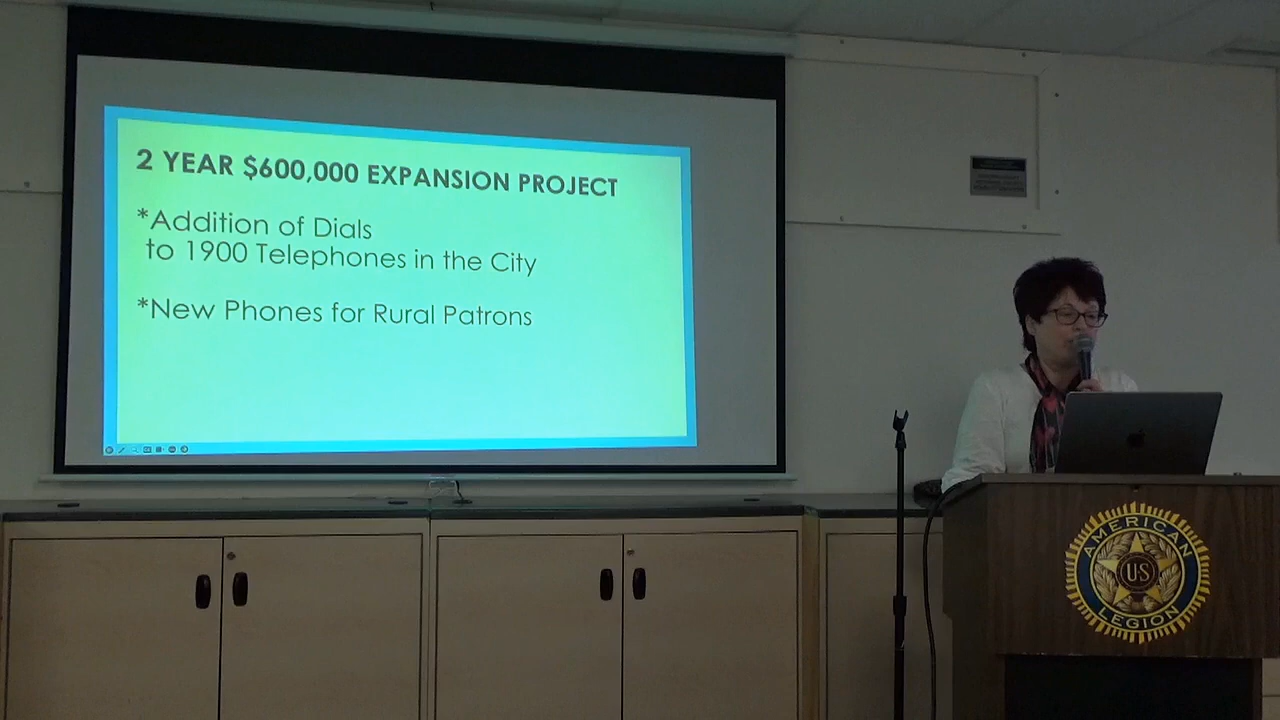 2 YEAR $600,000 EXPANSION PROJECT
*Addition of Dials
to 1900 Telephones in the City
*New Phones for Rural Patrons
AMERICAN
US
LEGION